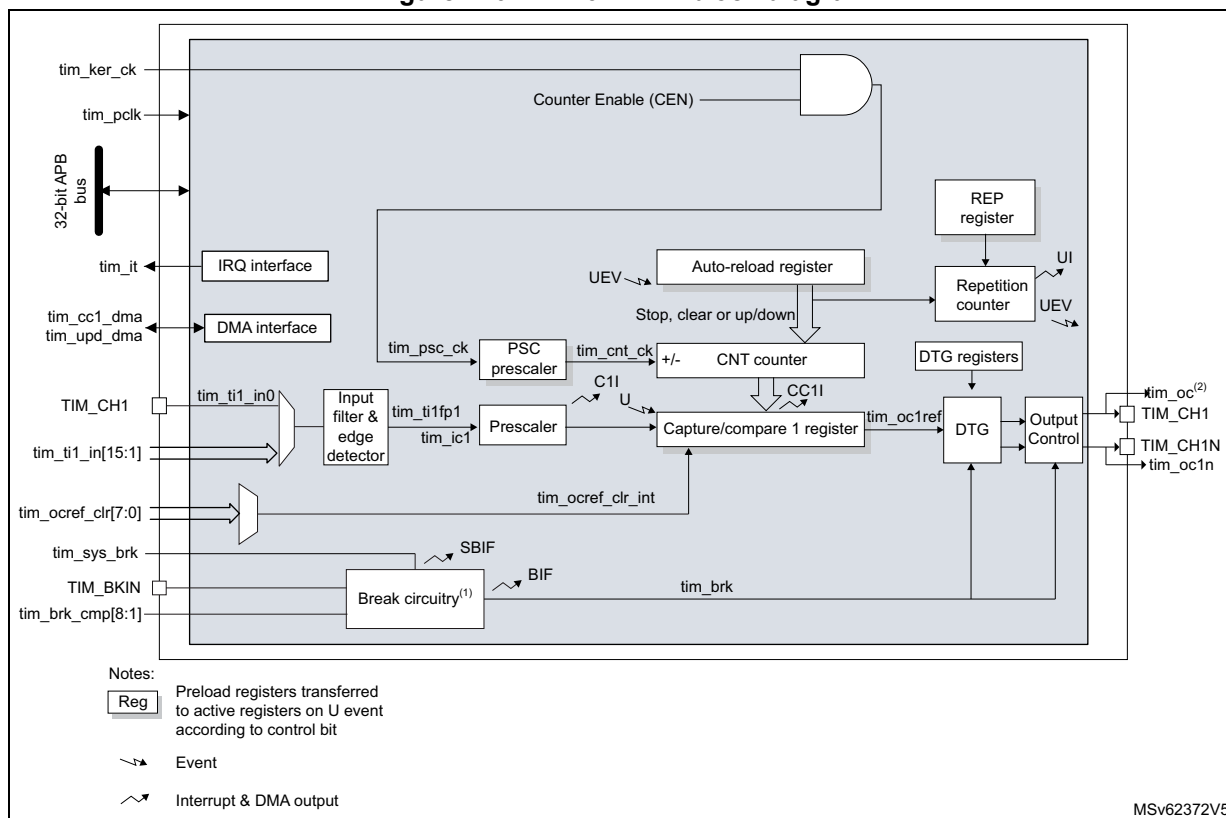 tim_ker_ck
Counter Enable (CEN)
tim_pclk
32-bit APB
bus
REP
register
tim_it
IRQ interface
UEV
Auto-reload register
UI
Repetition
counter
UEV
Stop, clear or up/down
tim_cc1_dma
tim_upd_dma
DMA interface
tim_psc_ck
PSC
prescaler
tim_cnt_ck
+/-
CNT counter
DTG registers
TIM_CH1
tim_ti1_in0
tim_ti1_in[15:1]
Input
filter &
edge
detector
tim_ti1fp1
tim_ic1
C1I
Prescaler
U
CC1I
Capture/compare 1 register
tim_oc1ref
DTG
Output
Control
tim_oc(2)
TIM_CH1
TIM_CH1N
tim_oc1n
tim_ocref_clr[7:0]
tim_ocref_clr_int
tim_sys_brk
SBIF
TIM_BKIN
BIF
Break circuitry(1)
tim_brk
tim_brk_cmp[8:1]
Notes:
Reg
Preload registers transferred
to active registers on U event
according to control bit
Event
Interrupt & DMA output
MSv62372V5